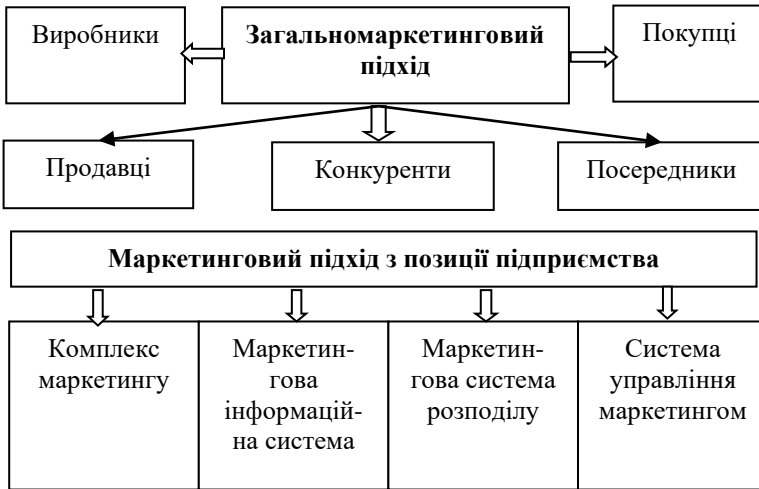 Виробники
Загальномаркетинговий
підхід
Покупці
Продавці
Конкуренти
Посередники
Маркетинговий підхід з позиції підприємства
Комплекс
маркетингу
Маркетин-
гова
інформацій-
на система
Маркетин-
гова система
розподілу
Система
управління
маркетингом